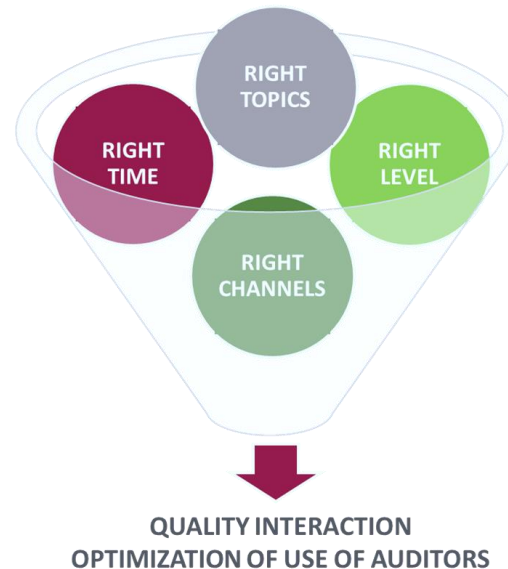 RIGHT
TOPICS
RIGHT
TIME
RIGHT
LEVEL
RIGHT
CHANNELS
QUALITY INTERACTION
OPTIMIZATION OF USE OF AUDITORS